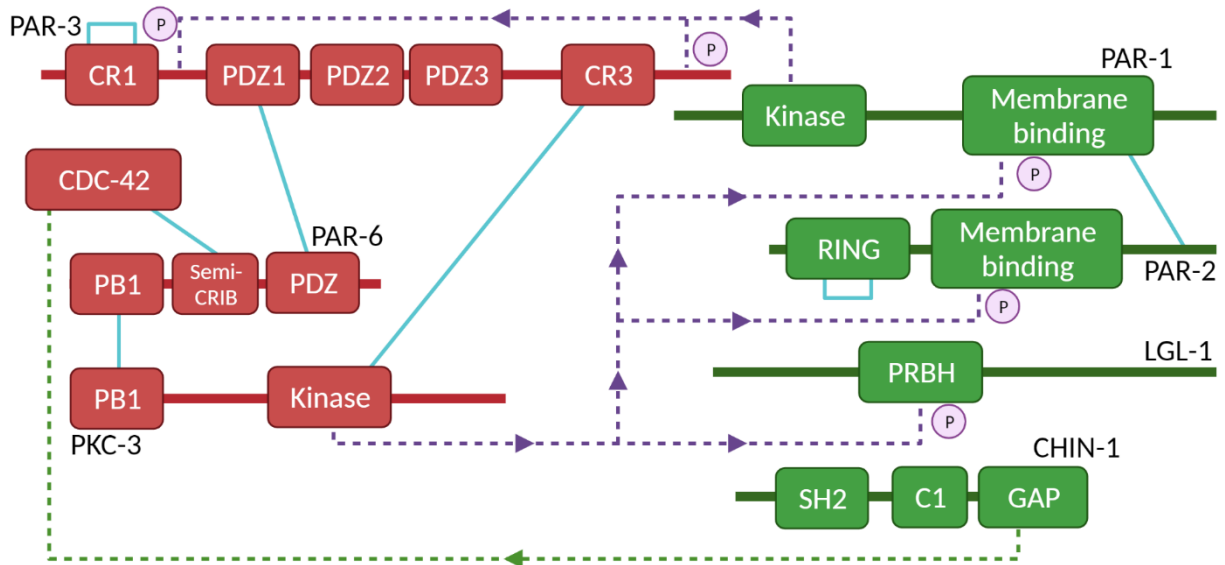 PAR-3
P
P
CR1
PDZ1
PDZ2
PDZ3
CR3
PAR-1
Kinase
Membrane
binding
P
CDC-42
PAR-6
PB1
Semi-
CRIB
PDZ
RING
Membrane
binding
PAR-2
P
PB1
Kinase
PKC-3
LGL-1
PRBH
P
CHIN-1
SH2
C1
GAP